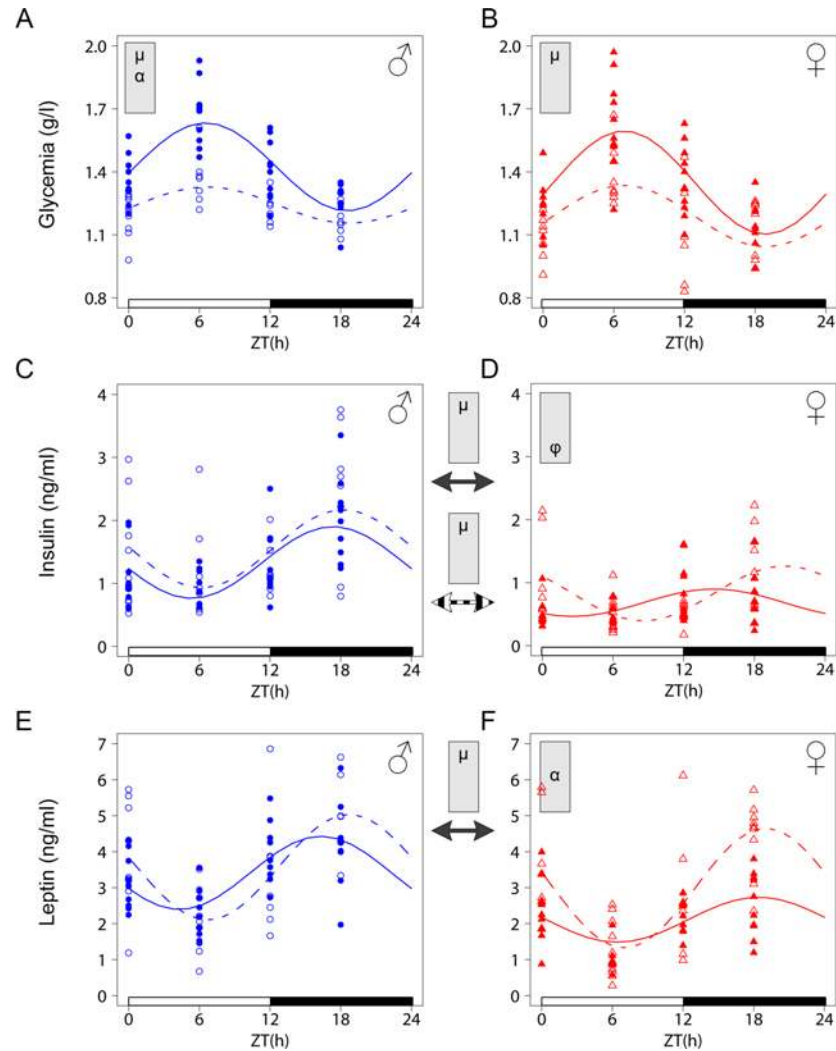 A
B
2.0
1.7
1.4
1.1
0.8
Glycemia (g/l)
μ
α
♂
0 6 12 18 24
ZT(h)
2.0
1.7
1.4
1.1
0.8
μ
♀
0 6 12 18 24
ZT(h)
C
D
4
3
2
1
0
Insulin (ng/ml)
♂
0 6 12 18 24
ZT(h)
μ
μ
4
3
2
1
0
φ
♀
0 6 12 18 24
ZT(h)
E
F
7
6
5
4
3
2
1
0
Leptin (ng/ml)
♂
0 6 12 18 24
ZT(h)
μ
7
6
5
4
3
2
1
0
α
♀
0 6 12 18 24
ZT(h)